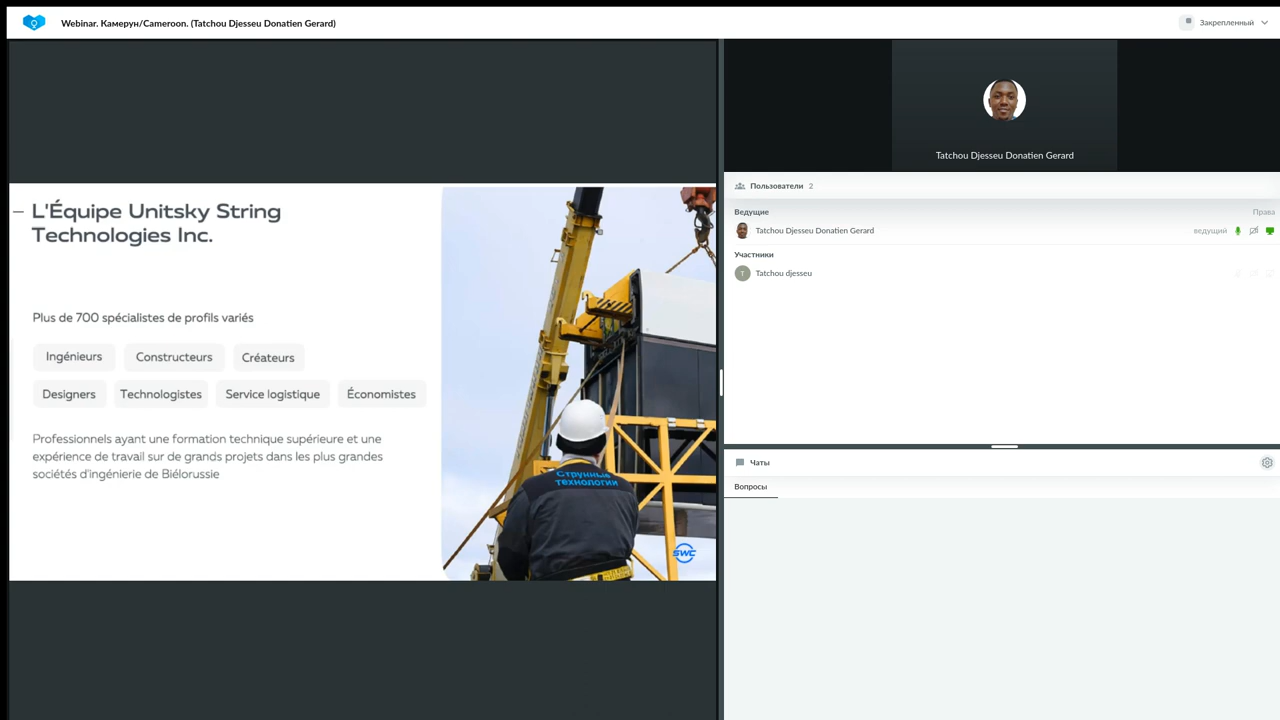 Webinar. Камерун/Cameroon. (Tatchou Djesseu Donatien Gerard)
Закрепленный
L'Équipe Unitsky String
Technologies Inc.
Plus de 700 spécialistes de profils variés
Ingénieurs
Constructeurs
Créateurs
Designers
Technologistes
Service logistique
Économistes
Professionnels ayant une formation technique supérieure et une
expérience de travail sur de grands projets dans les plus grandes
sociétés d'ingénierie de Biélorussie
Струнные
технологии
SWC
Tatchou Djesseu Donatien Gerard
Пользователи 2
Ведущие
Права
Tatchou Djesseu Donatien Gerard
ведущий
Участники
T
Tatchou djesseu
Чаты
Вопросы